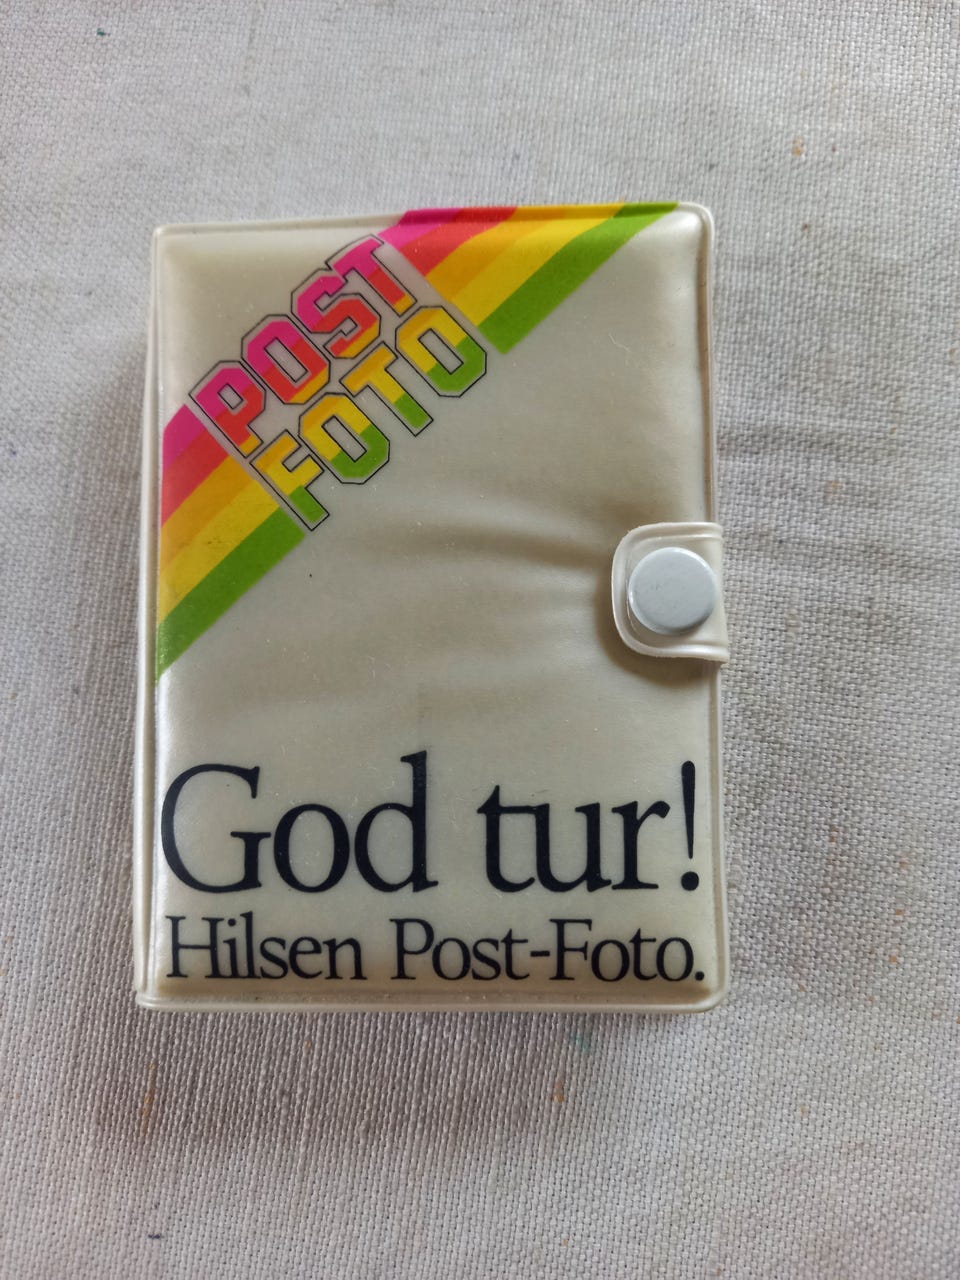 POST
FOTO
God tur!
Hilsen Post-Foto.